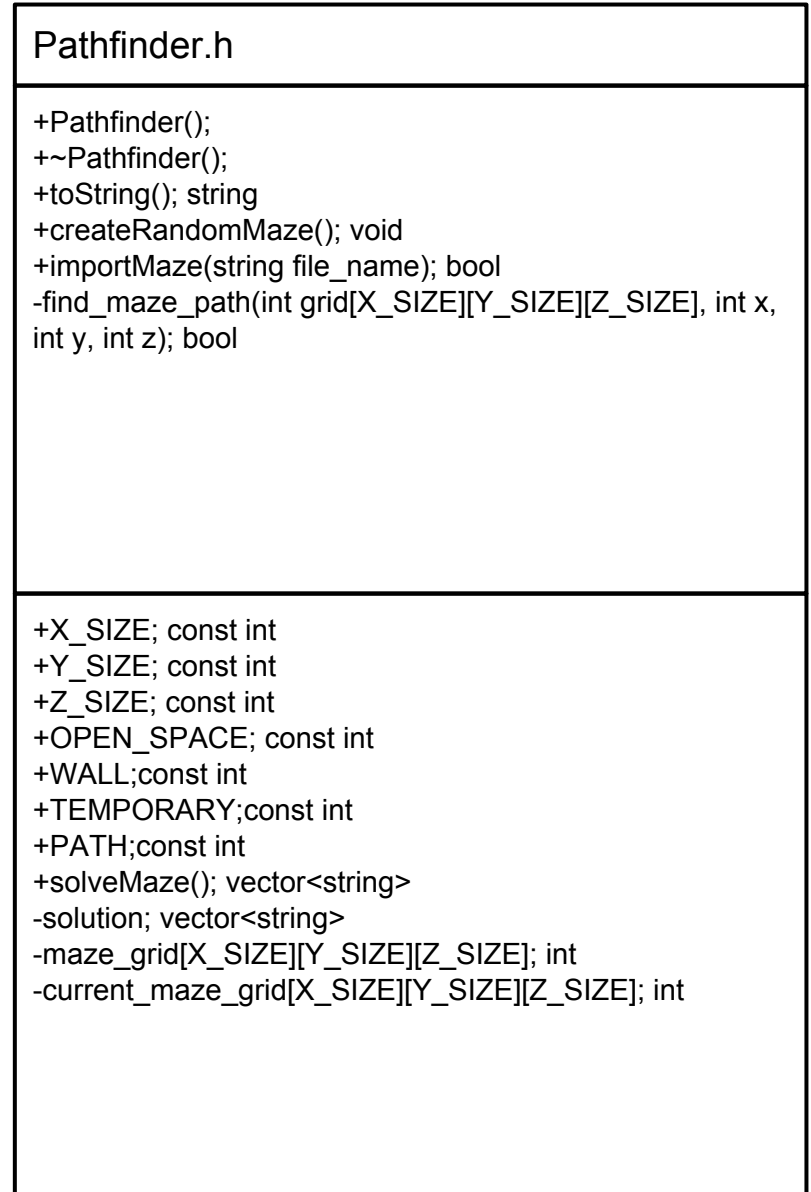 Pathfinder.h
+Pathfinder();
+~Pathfinder();
+toString(); string
+createRandomMaze(); void
+importMaze(string file_name); bool
-find_maze_path(int grid[X_SIZE][Y_SIZE][Z_SIZE], int x,
int y, int z); bool
+X_SIZE; const int
+Y_SIZE; const int
+Z_SIZE; const int
+OPEN_SPACE; const int
+WALL;const int
+TEMPORARY;const int
+PATH;const int
+solveMaze(); vector<string>
-solution; vector<string>
-maze_grid[X_SIZE][Y_SIZE][Z_SIZE]; int
-current_maze_grid[X_SIZE][Y_SIZE][Z_SIZE]; int